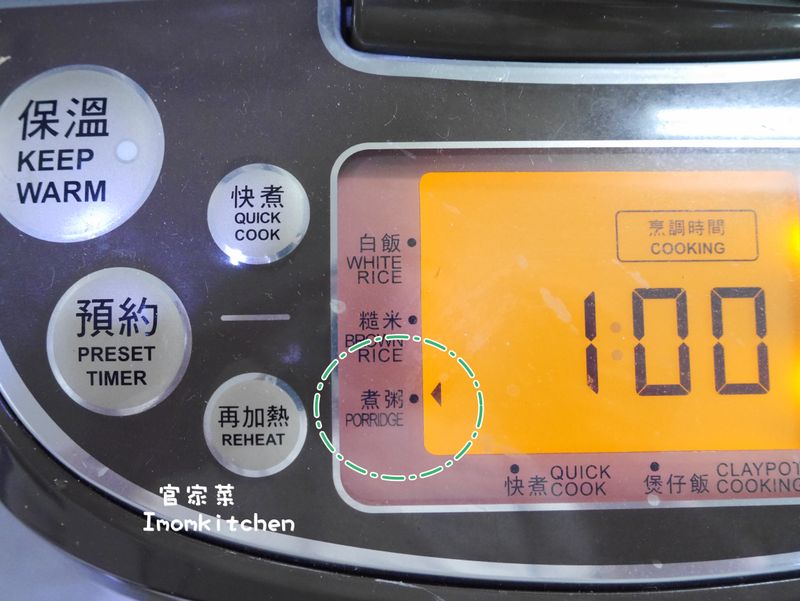 保溫
KEEP
WARM
快煮
QUICK
COOK
預約
PRESET
TIMER
再加熱
REHEAT
白飯
WHITE
RICE
糙米
BROWN
RICE
煮粥
PORRIDGE
烹調時間
COOKING
1:00
快煮 QUICK COOK
煲仔飯 CLAYPOT COOKING
官家菜
Imonkitchen